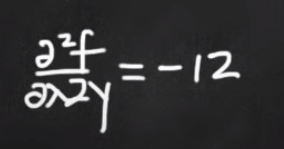 ∂²f/∂x∂y = -12